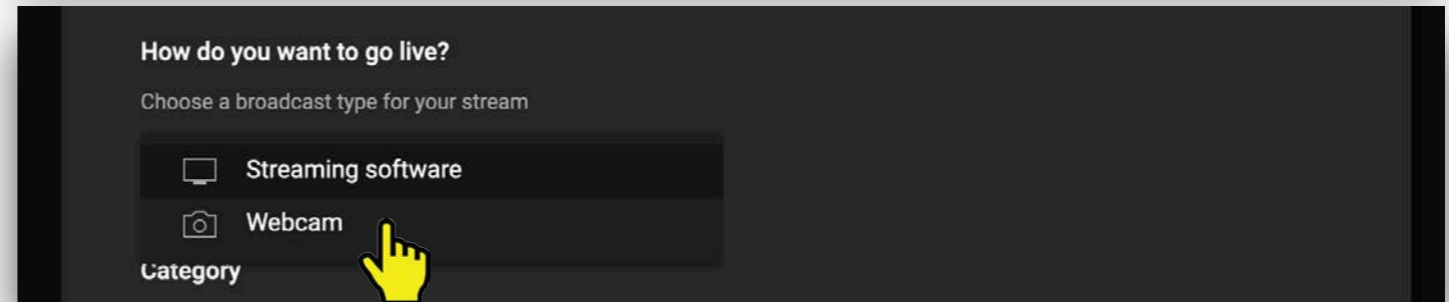 How do you want to go live?
Choose a broadcast type for your stream
Streaming software
Webcam
Category